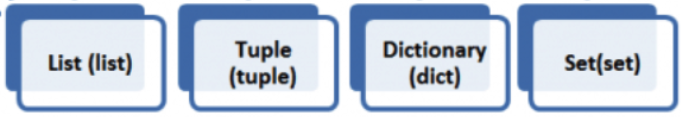 List (list)
Tuple
(tuple)
Dictionary
(dict)
Set(set)